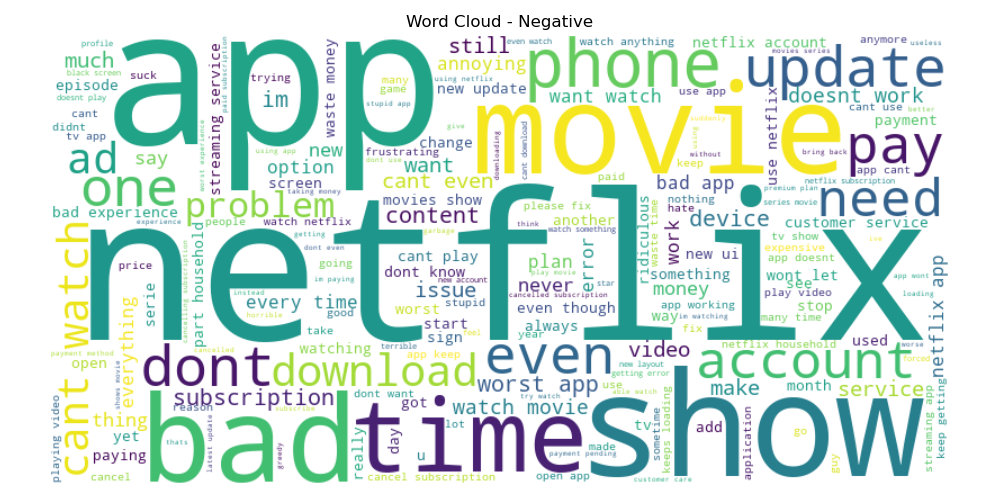 Word Cloud - Negative
app
netflix
movie
show
bad
time
phone
update
pay
need
account
even
dont
download
cant watch
one
problem
ad
much
episode
profile
black screen
doesnt play
suck
cant
didnt
tv app
say
bad experience
experience
streaming service
worst experience
paid subscription
trying
im
using app
new
option
screen
taking money
people
watch netflix
waste money
many
game
stupid app
frustrating
dont use
change
want
cant even
movies show
content
still
even watch
annoying
using netflix
new update
give
downloading
cant download
watch anything
netflix account
want watch
use app
use netflix
anymore
movies series
useless
doesnt work
cant use
better
payment
suddenly
using
without
bring back
app cant
keep
paid
bad app
nothing
hate
device
premium plan
series movie
netflix subscription
customer service
tv show
expensive
app doesnt
wont let
see
play video
stop
many time
ios
app wont
loading
please fix
think
another
watch something
ridiculous
waste time
work
new ui
something
money
app working
way
im watching
fix
error
plan
play movie
never
star
cancelled subscription
even though
always
year
garbage
new account
cant play
dont know
issue
stupid
worst
start
sign
feel
terrible
app keep
getting
dont even
going
im paying
every time
good
take
watching
instead
horrible
cancelled
part household
cancelling subscription
price
serie
everything
open
payment method
shows movie
thing
yet
paying
cancel
playing video
thats
reason
latest update
subscription
subscribe
greedy
really
day
got
lot
u
cancel subscription
dont want
watch movie
worst app
try watch
use
able watch
new layout
getting error
video
tv
made
payment pending
open app
sometime
keeps loading
customer care
add
make
application
month
go
guy
service
used
forced
worse
netflix household
netflix app
streaming app
keep getting